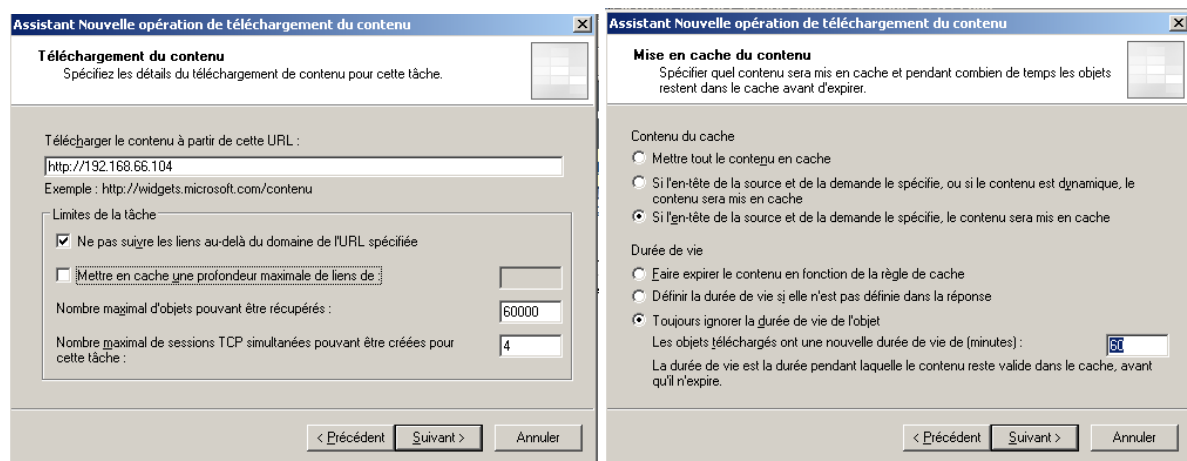 Assistant Nouvelle opération de téléchargement du contenu
Téléchargement du contenu
Spécifiez les détails du téléchargement de contenu pour cette tâche.
Télécharger le contenu à partir de cette URL :
http://192.168.66.104
Exemple : http://widgets.microsoft.com/contenu
Limites de la tâche
Ne pas suivre les liens au-delà du domaine de l'URL spécifiée
Mettre en cache une profondeur maximale de liens de :
Nombre maximal d'objets pouvant être récupérés :
60000
Nombre maximal de sessions TCP simultanées pouvant être créées pour
cette tâche :
4
< Précédent
Suivant >
Annuler
Assistant Nouvelle opération de téléchargement du contenu
Mise en cache du contenu
Spécifier quel contenu sera mis en cache et pendant combien de temps les objets
restent dans le cache avant d'expirer.
Contenu du cache
Mettre tout le contenu en cache
Si l'en-tête de la source et de la demande le spécifie, ou si le contenu est dynamique, le
contenu sera mis en cache
Si l'en-tête de la source et de la demande le spécifie, le contenu sera mis en cache
Durée de vie
Faire expirer le contenu en fonction de la règle de cache
Définir la durée de vie si elle n'est pas définie dans la réponse
Toujours ignorer la durée de vie de l'objet
Les objets téléchargés ont une nouvelle durée de vie de (minutes) :
60
La durée de vie est la durée pendant laquelle le contenu reste valide dans le cache, avant
qu'il n'expire.
< Précédent
Suivant >
Annuler